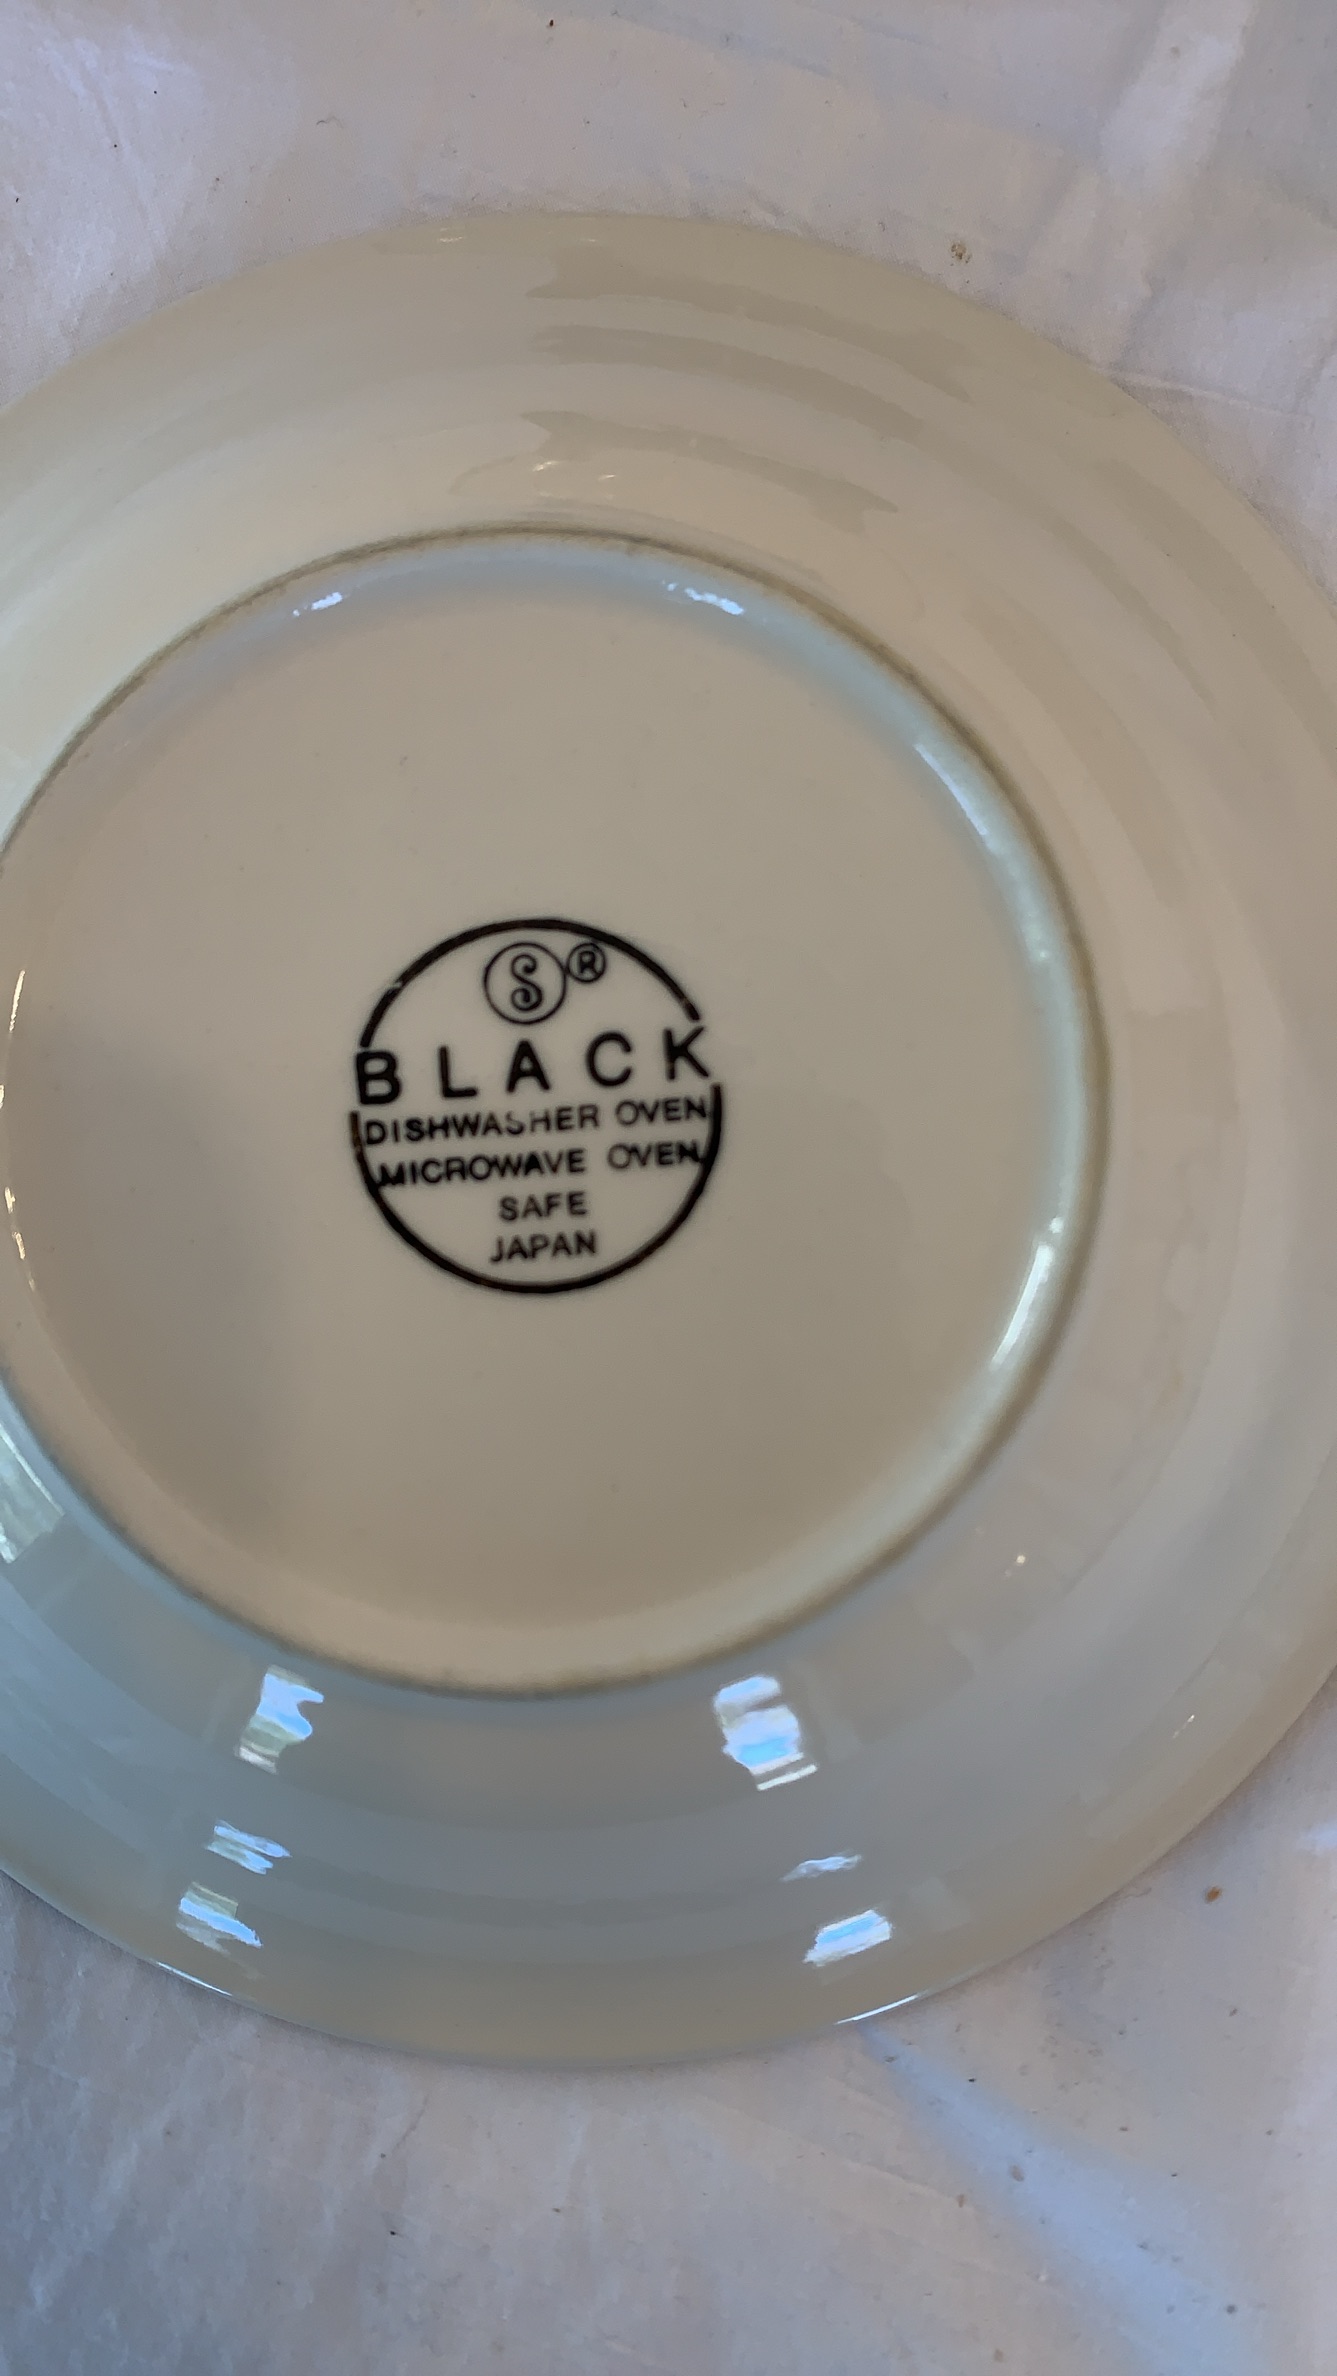 S®
BLACK
DISHWASHER OVEN
MICROWAVE OVEN
SAFE
JAPAN